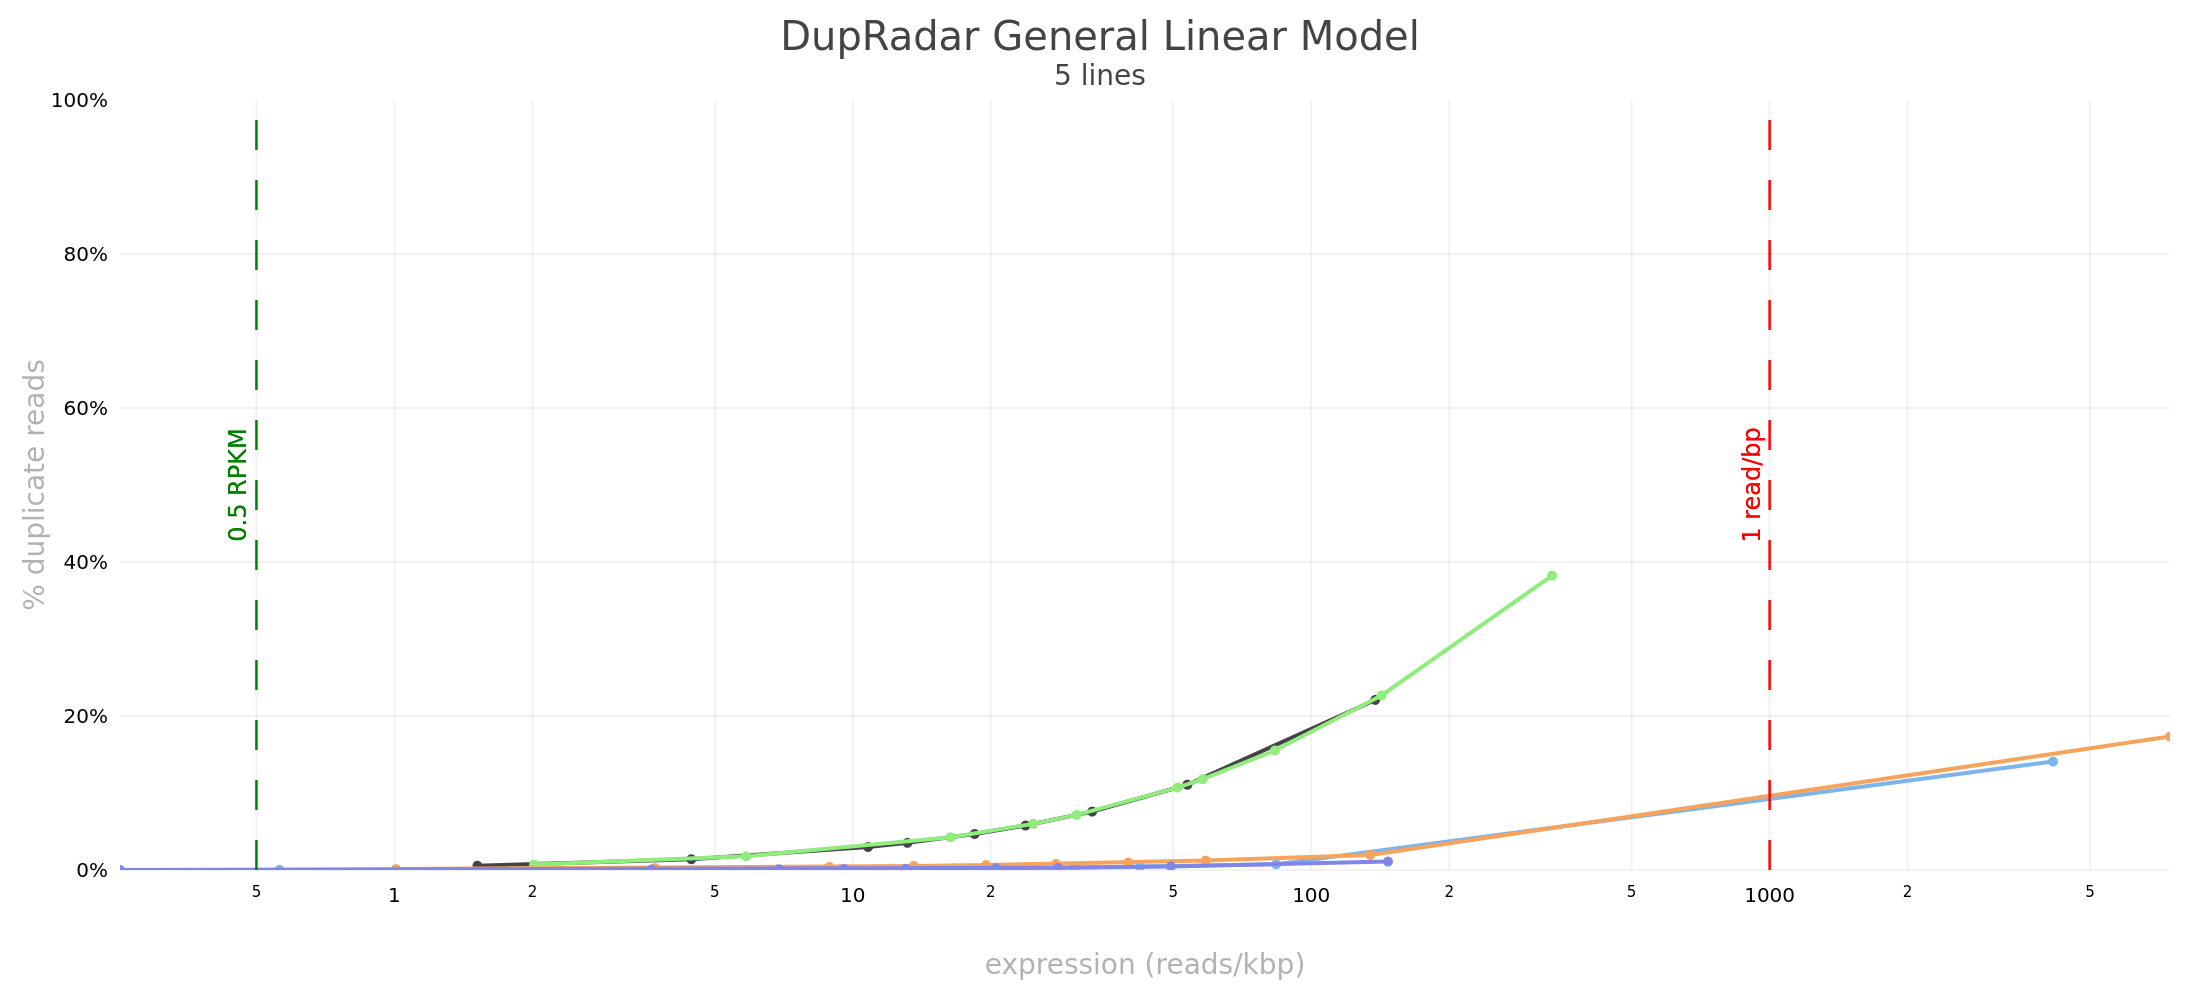 DupRadar General Linear Model
5 lines
100%
80%
60%
40%
20%
0%
% duplicate reads
0.5 RPKM
1 read/bp
5 1 2 5 10 2 5 100 2 5 1000 2 5
expression (reads/kbp)